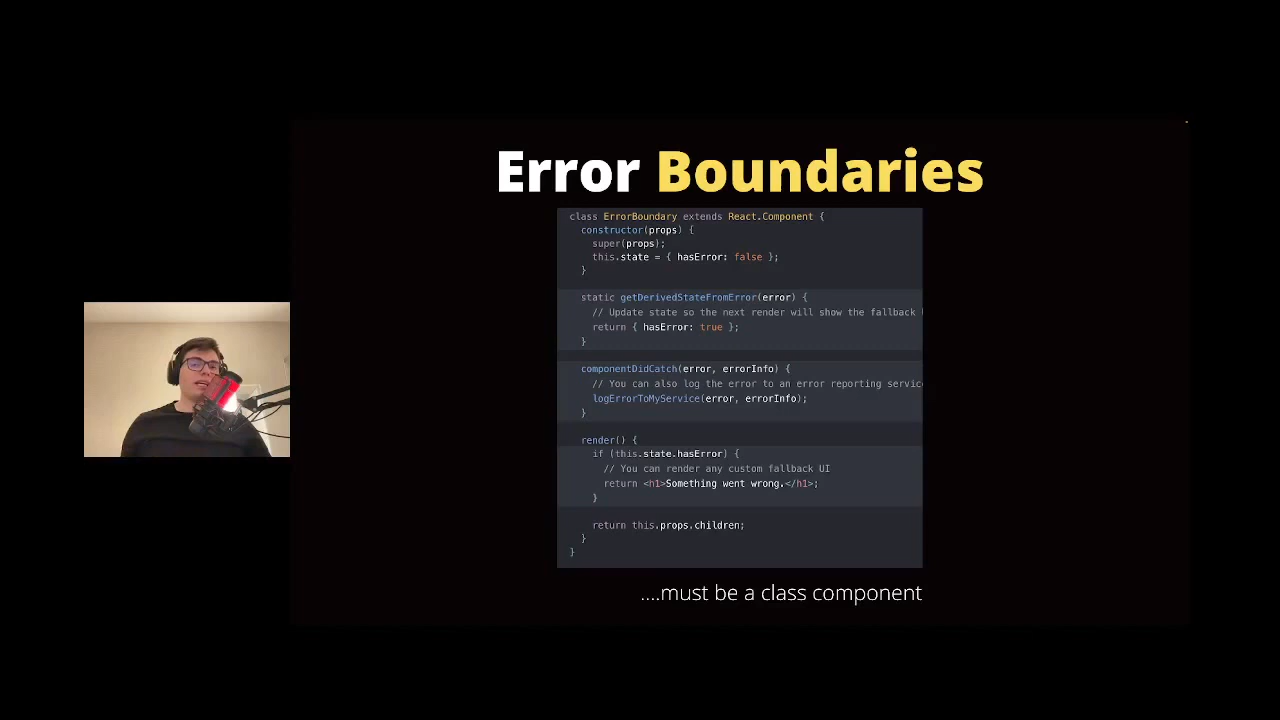 Error Boundaries
class ErrorBoundary extends React.Component {
constructor(props) {
super(props);
this.state = { hasError: false };
}
static getDerivedStateFromError(error) {
// Update state so the next render will show the fallback
return { hasError: true };
}
componentDidCatch(error, errorInfo) {
// You can also log the error to an error reporting service
logErrorToMyService(error, errorInfo);
}
render() {
if (this.state.hasError) {
// You can render any custom fallback UI
return <h1>Something went wrong.</h1>;
}
return this.props.children;
}
}
....must be a class component